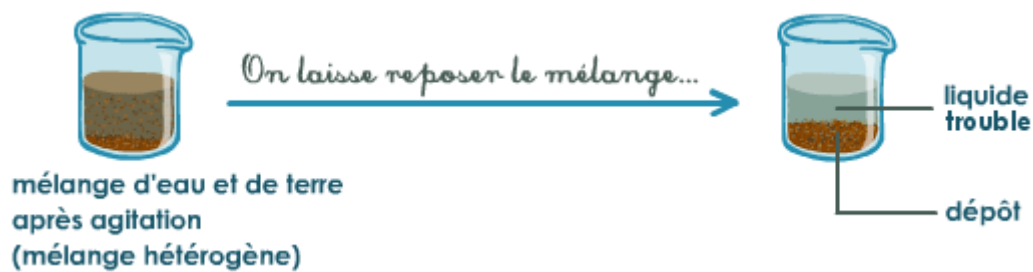 On laisse reposer le mélange...
liquide
trouble
dépôt
mélange d'eau et de terre
après agitation
(mélange hétérogène)